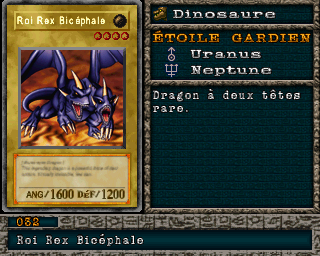 Roi Rex Bicéphale
ANG/1600 DÉF/1200
Dinosaure
ÉTOILE GARDIEN
Uranus
Neptune
Dragon à deux têtes
rare.
032
Roi Rex Bicéphale